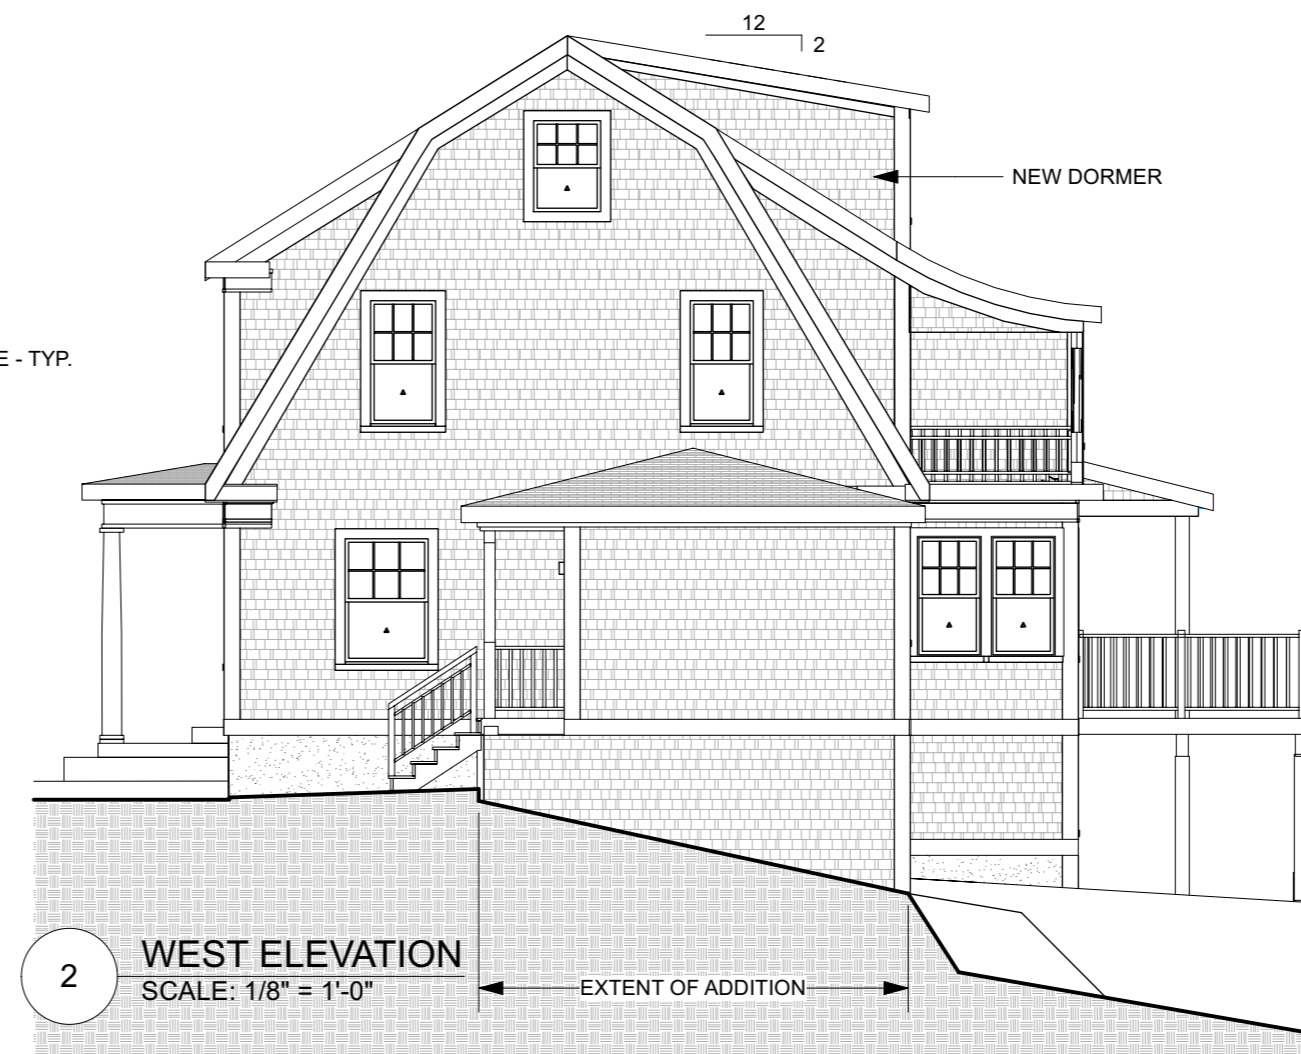 12
2
NEW DORMER
E - TYP.
2
WEST ELEVATION
SCALE: 1/8" = 1'-0"
EXTENT OF ADDITION